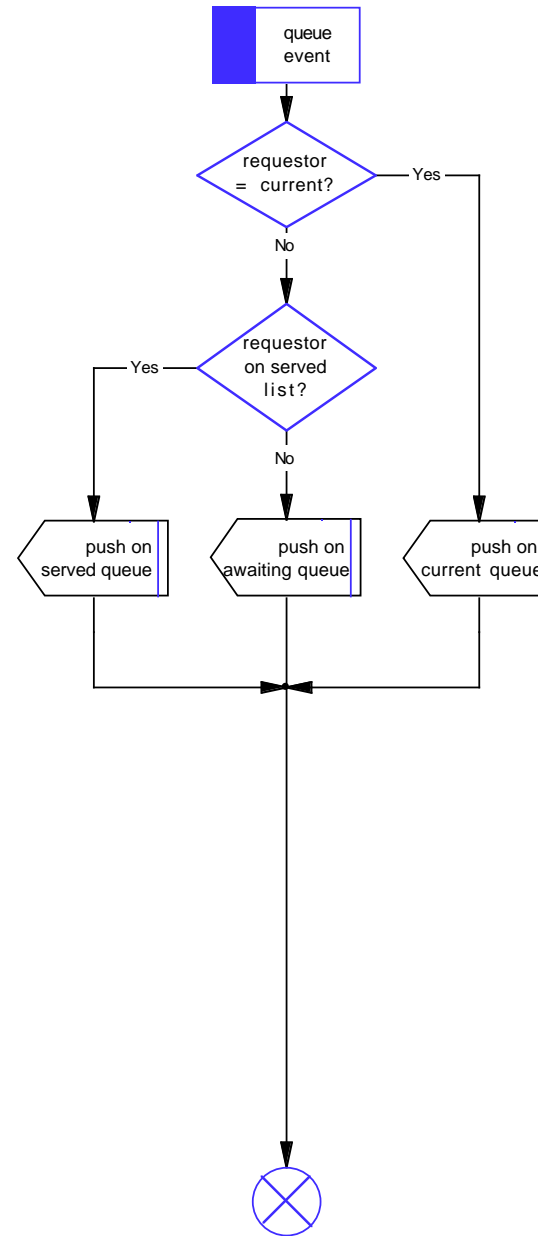 queue
event
requestor
= current?
Yes
No
requestor
on served
list?
Yes
No
push on
served queue
push on
awaiting queue
push on
current queue